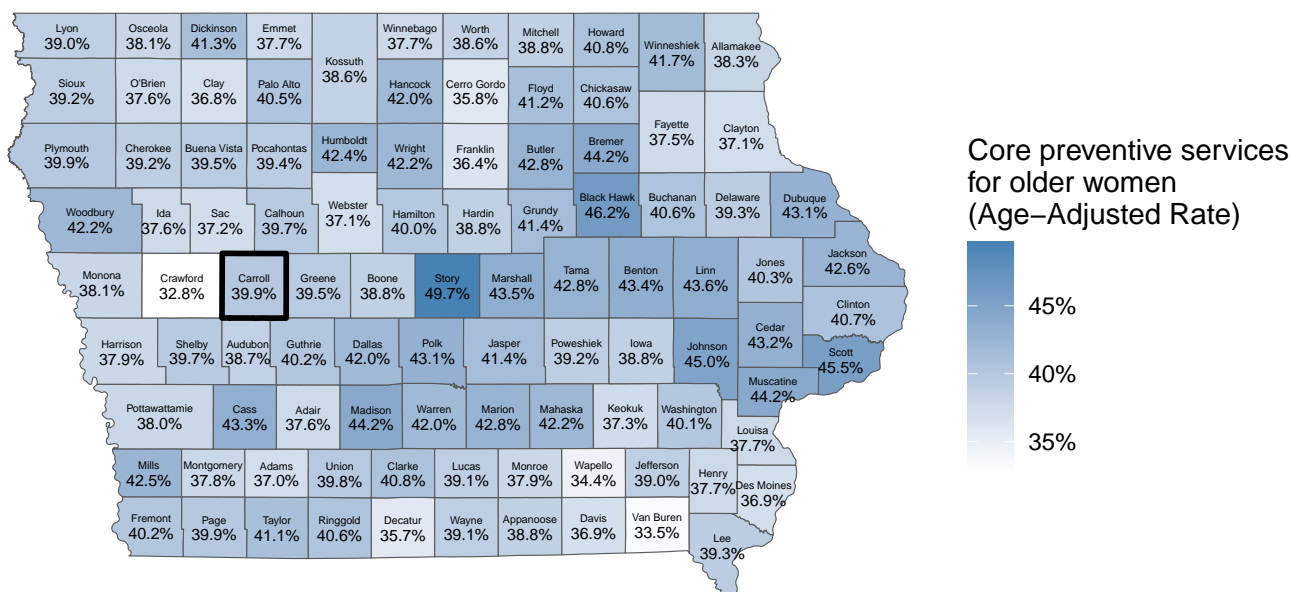 Lyon
39.0%
Osceola
38.1%
Dickinson
41.3%
Emmet
37.7%
Winnebago
37.7%
Worth
38.6%
Mitchell
38.8%
Howard
40.8%
Winneshiek
41.7%
Allamakee
38.3%
Kossuth
38.6%
Sioux
39.2%
O'Brien
37.6%
Clay
36.8%
Palo Alto
40.5%
Hancock
42.0%
Cerro Gordo
35.8%
Floyd
41.2%
Chickasaw
40.6%
Fayette
37.5%
Clayton
37.1%
Plymouth
39.9%
Cherokee
39.2%
Buena Vista
39.5%
Pocahontas
39.4%
Humboldt
42.4%
Wright
42.2%
Franklin
36.4%
Butler
42.8%
Bremer
44.2%
Woodbury
42.2%
Ida
37.6%
Sac
37.2%
Calhoun
39.7%
Webster
37.1%
Hamilton
40.0%
Hardin
38.8%
Grundy
41.4%
Black Hawk
46.2%
Buchanan
40.6%
Delaware
39.3%
Dubuque
43.1%
Monona
38.1%
Crawford
32.8%
Carroll
39.9%
Greene
39.5%
Boone
38.8%
Story
49.7%
Marshall
43.5%
Tama
42.8%
Benton
43.4%
Linn
43.6%
Jones
40.3%
Jackson
42.6%
Clinton
40.7%
Harrison
37.9%
Shelby
39.7%
Audubon
38.7%
Guthrie
40.2%
Dallas
42.0%
Polk
43.1%
Jasper
41.4%
Poweshiek
39.2%
Iowa
38.8%
Johnson
45.0%
Cedar
43.2%
Scott
45.5%
Muscatine
44.2%
Pottawattamie
38.0%
Cass
43.3%
Adair
37.6%
Madison
44.2%
Warren
42.0%
Marion
42.8%
Mahaska
42.2%
Keokuk
37.3%
Washington
40.1%
Louisa
37.7%
Mills
42.5%
Montgomery
37.8%
Adams
37.0%
Union
39.8%
Clarke
40.8%
Lucas
39.1%
Monroe
37.9%
Wapello
34.4%
Jefferson
39.0%
Henry
37.7%
Des Moines
36.9%
Fremont
40.2%
Page
39.9%
Taylor
41.1%
Ringgold
40.6%
Decatur
35.7%
Wayne
39.1%
Appanoose
38.8%
Davis
36.9%
Van Buren
33.5%
Lee
39.3%
Core preventive services
for older women
(Age–Adjusted Rate)
45%
40%
35%